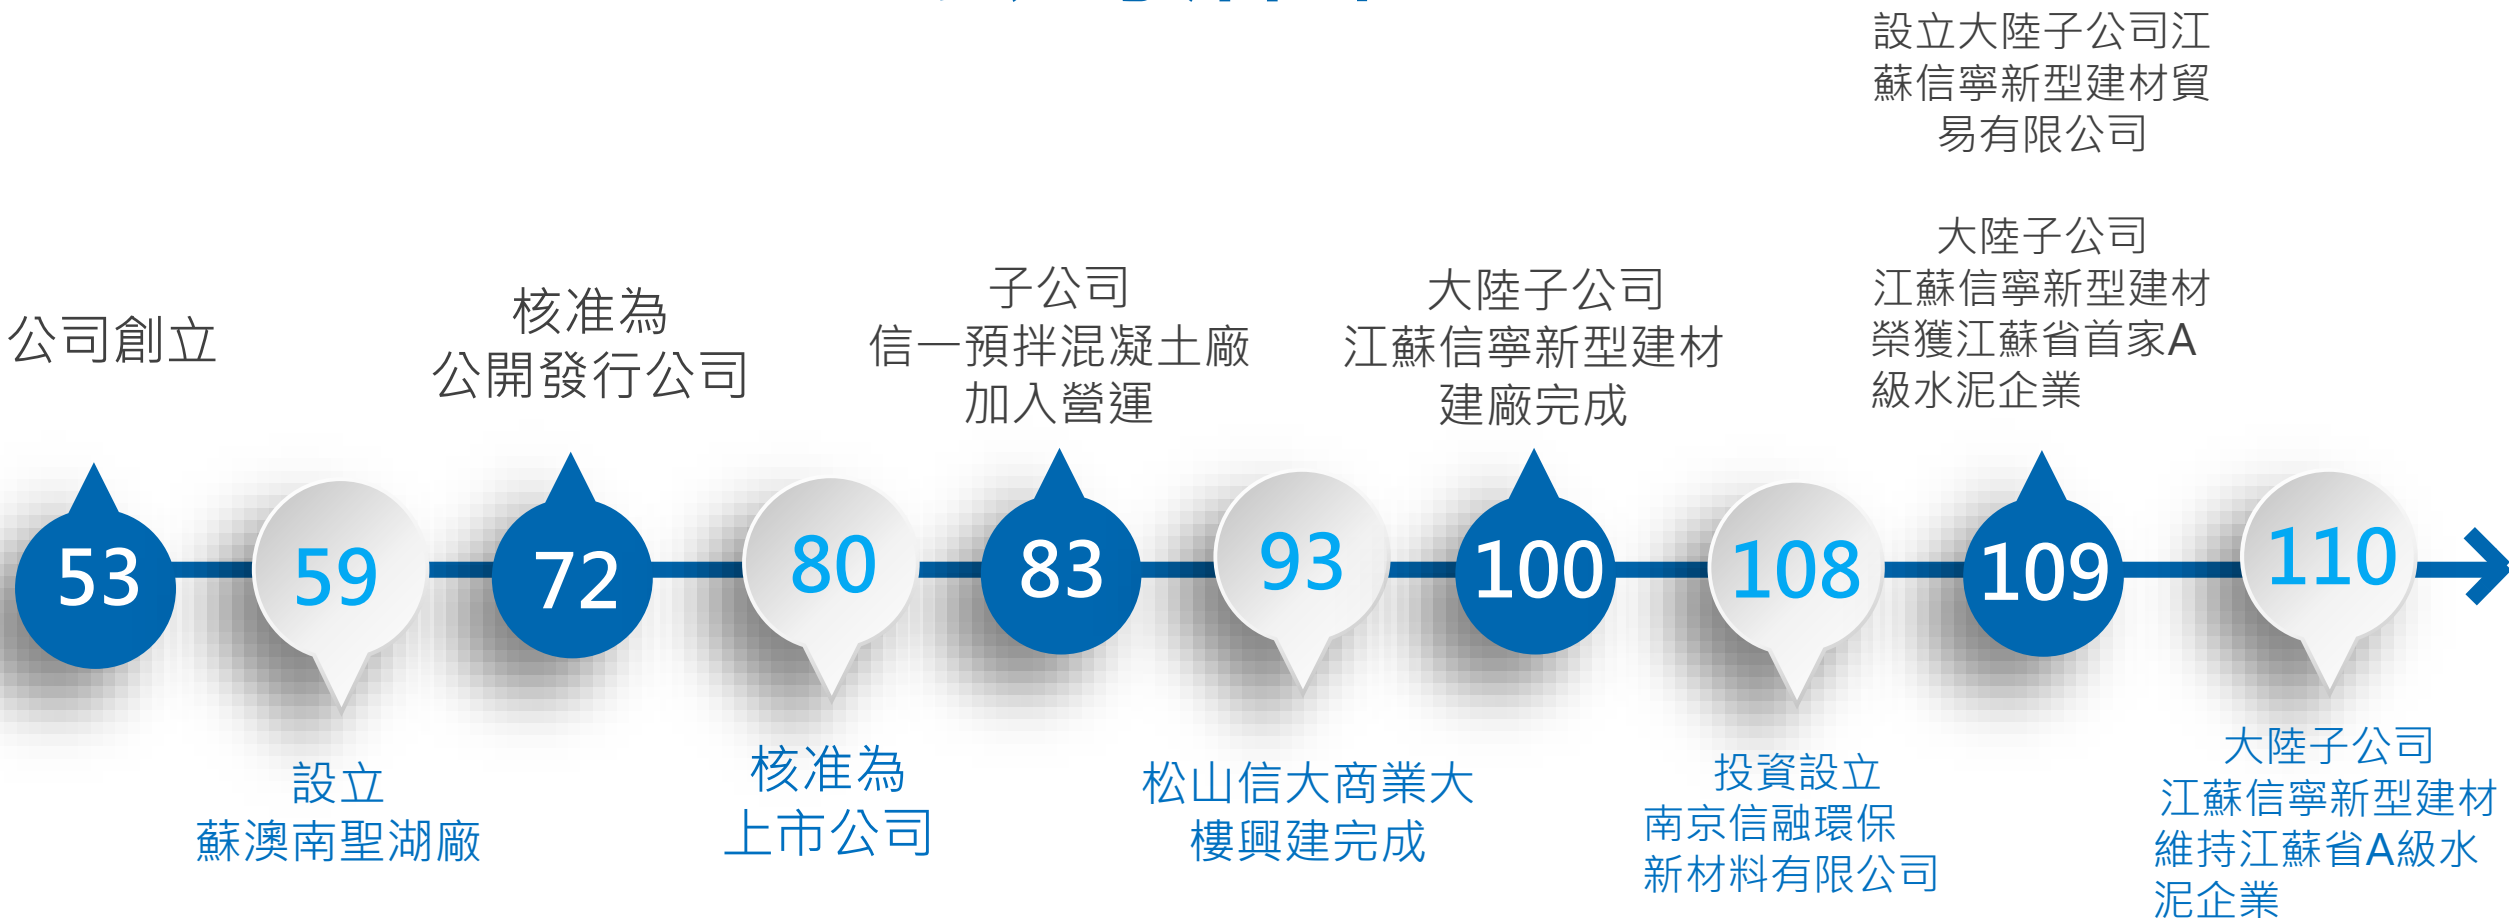 設立大陸子公司江
蘇信寧新型建材貿
易有限公司
大陸子公司
江蘇信寧新型建材
榮獲江蘇省首家A
級水泥企業
公司創立
核准為
公開發行公司
子公司
信一預拌混凝土廠
加入營運
大陸子公司
江蘇信寧新型建材
建廠完成
53
59
72
80
83
93
100
108
109
110
設立
蘇澳南聖湖廠
核准為
上市公司
松山信大商業大
樓興建完成
投資設立
南京信融環保
新材料有限公司
大陸子公司
江蘇信寧新型建材
維持江蘇省A級水
泥企業